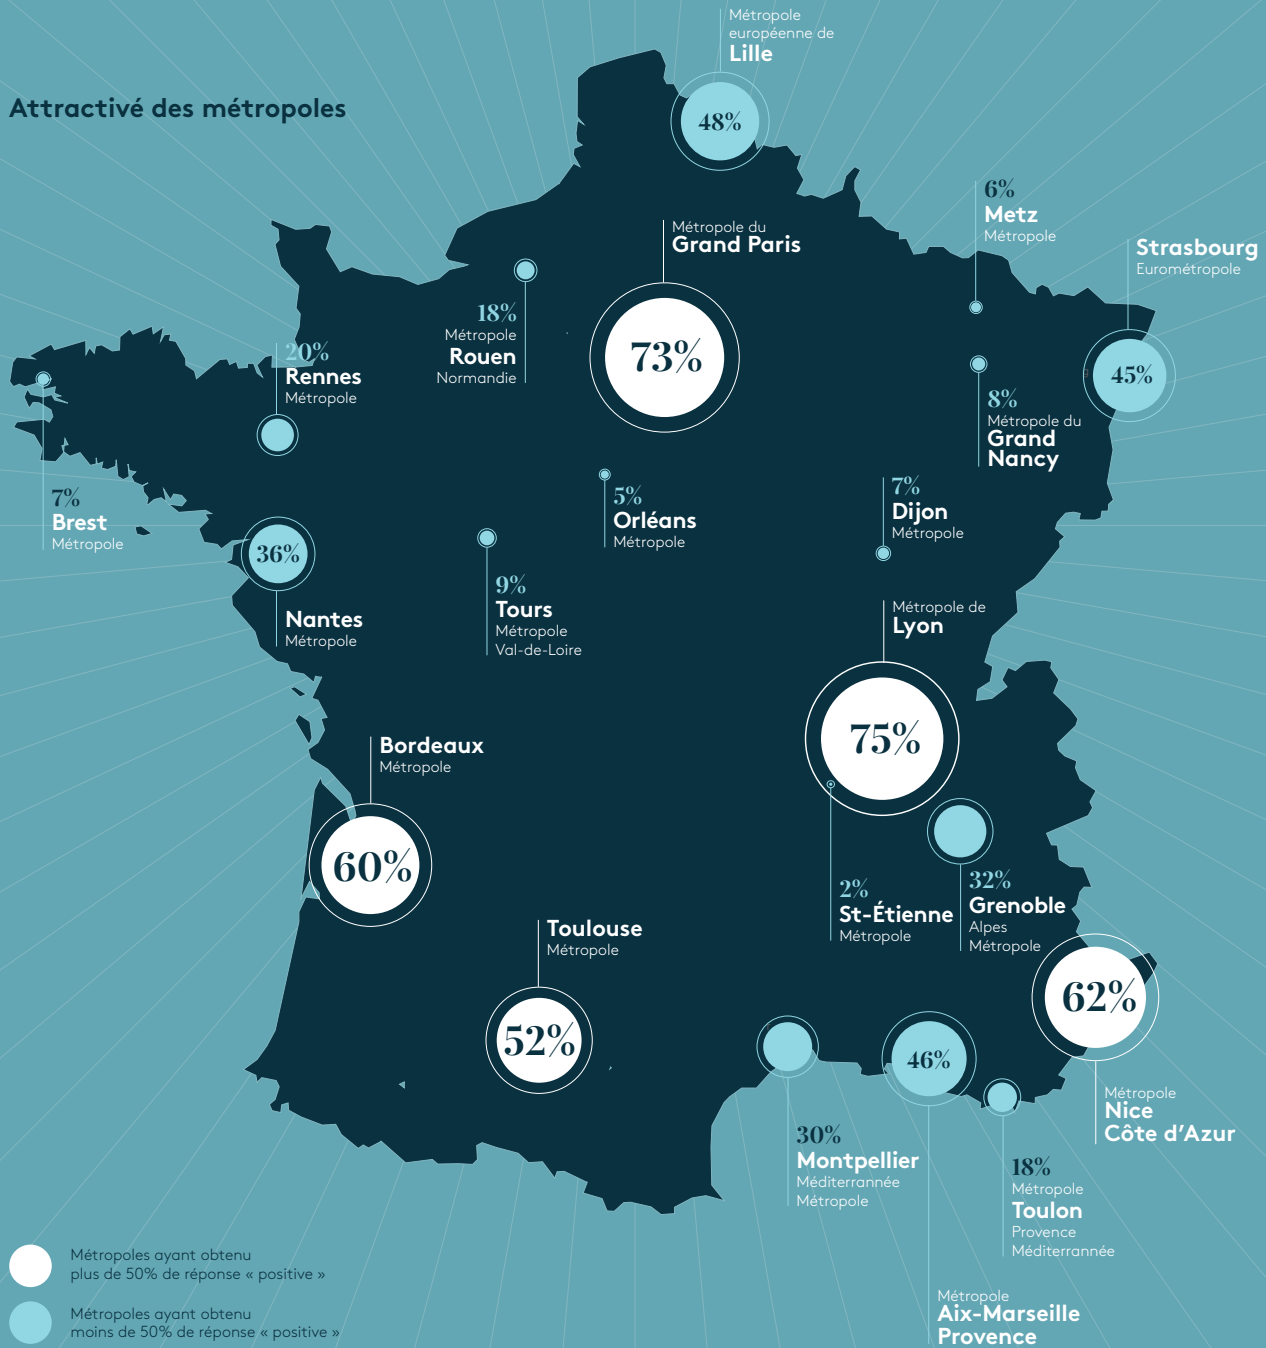 Attractivé des métropoles
Métropole
européenne de
Lille
48%
6%
Metz
Métropole
Strasbourg
Eurométropole
45%
Métropole du
Grand Paris
73%
18%
Métropole
Rouen
Normandie
20%
Rennes
Métropole
8%
Métropole du
Grand
Nancy
7%
Brest
Métropole
5%
Orléans
Métropole
7%
Dijon
Métropole
36%
Nantes
Métropole
9%
Tours
Métropole
Val-de-Loire
Métropole de
Lyon
75%
Bordeaux
Métropole
60%
2%
St-Étienne
Métropole
32%
Grenoble
Alpes
Métropole
Toulouse
Métropole
52%
62%
Métropole
Nice
Côte d’Azur
46%
30%
Montpellier
Méditerrannée
Métropole
18%
Métropole
Toulon
Provence
Méditerrannée
Métropole
Aix-Marseille
Provence
Métropoles ayant obtenu
plus de 50% de réponse « positive »
Métropoles ayant obtenu
moins de 50% de réponse « positive »